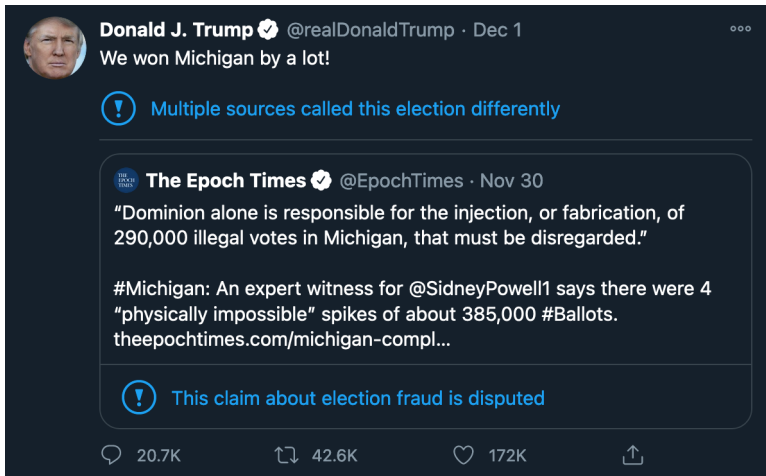 Donald J. Trump @realDonaldTrump · Dec 1
We won Michigan by a lot!
Multiple sources called this election differently
THE EPOCH TIMES The Epoch Times @EpochTimes · Nov 30
“Dominion alone is responsible for the injection, or fabrication, of
290,000 illegal votes in Michigan, that must be disregarded.”
#Michigan: An expert witness for @SidneyPowell1 says there were 4
“physically impossible” spikes of about 385,000 #Ballots.
theepochtimes.com/michigan-compl...
This claim about election fraud is disputed
20.7K 42.6K 172K